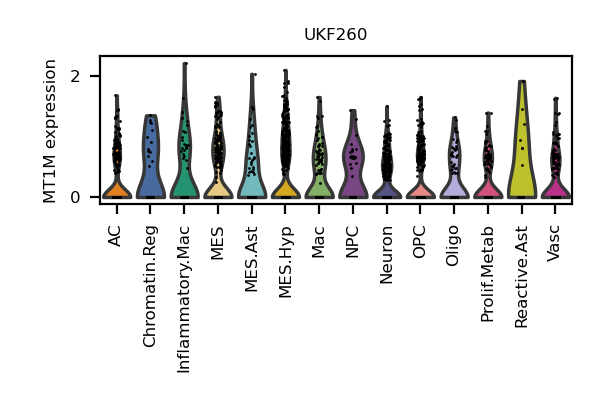 UKF260
MT1M expression
2
0
AC
Chromatin.Reg
Inflammatory.Mac
MES
MES.Ast
MES.Hyp
Mac
NPC
Neuron
OPC
Oligo
Prolif.Metab
Reactive.Ast
Vasc